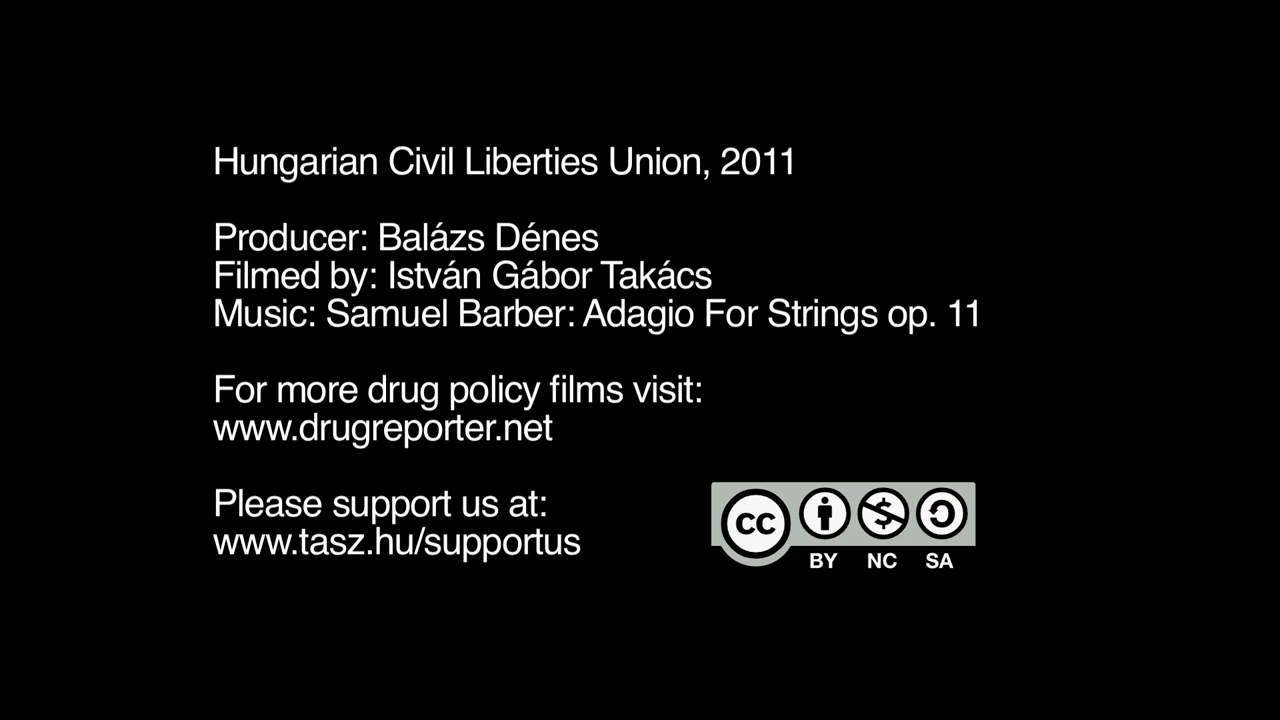 Hungarian Civil Liberties Union, 2011
Producer: Balázs Dénes
Filmed by: István Gábor Takács
Music: Samuel Barber: Adagio For Strings op. 11
For more drug policy films visit:
www.drugreporter.net
Please support us at:
www.tasz.hu/supportus
CC
BY NC SA